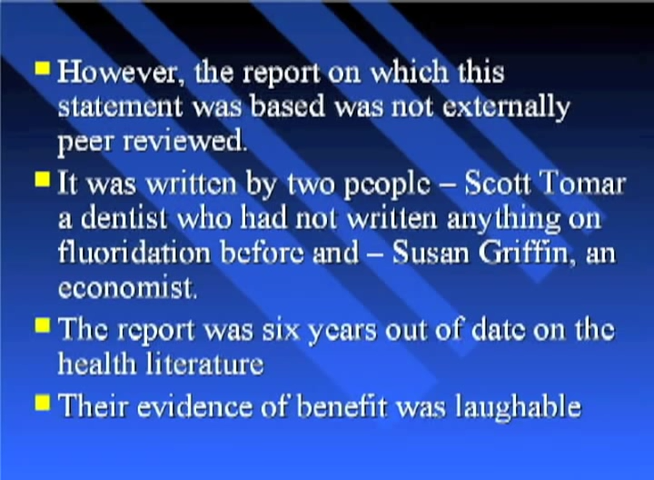 However, the report on which this
statement was based was not externally
peer reviewed.
It was written by two people – Scott Tomar
a dentist who had not written anything on
fluoridation before and – Susan Griffin, an
economist.
The report was six years out of date on the
health literature
Their evidence of benefit was laughable